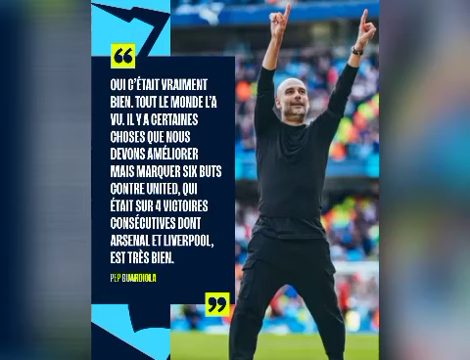 OUI C'ÉTAIT VRAIMENT
BIEN. TOUT LE MONDE L'A
VU. IL Y A CERTAINES
CHOSES QUE NOUS
DEVONS AMÉLIORER
MAIS MARQUER SIX BUTS
CONTRE UNITED, QUI
ÉTAIT SUR 4 VICTOIRES
CONSÉCUTIVES DONT
ARSENAL ET LIVERPOOL,
EST TRÈS BIEN.
PEP GUARDIOLA